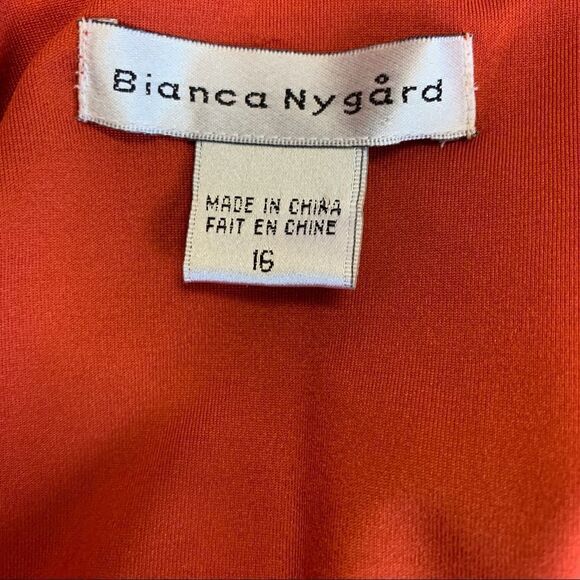 Bianca Nygård
MADE IN CHINA
FAIT EN CHINE
16